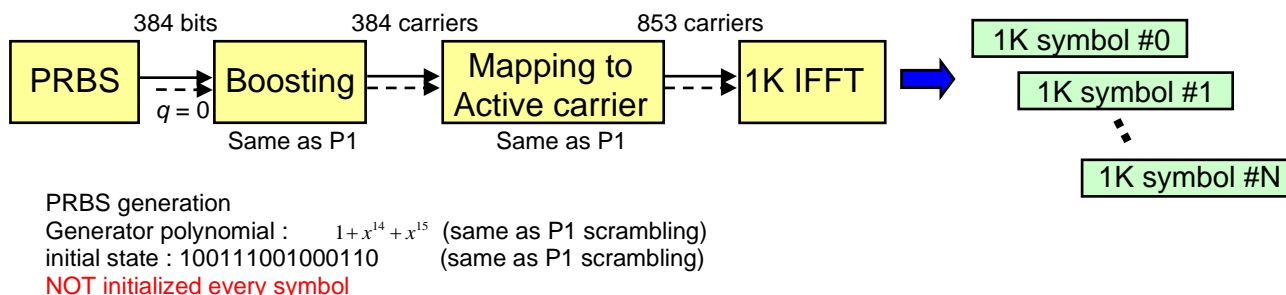 384 bits
384 carriers
853 carriers
PRBS
q = 0
Boosting
Same as P1
Mapping to
Active carrier
Same as P1
1K IFFT
1K symbol #0
1K symbol #1
1K symbol #N
PRBS generation
Generator polynomial : 1 + x^14 + x^15 (same as P1 scrambling)
initial state : 100111001000110 (same as P1 scrambling)
NOT initialized every symbol